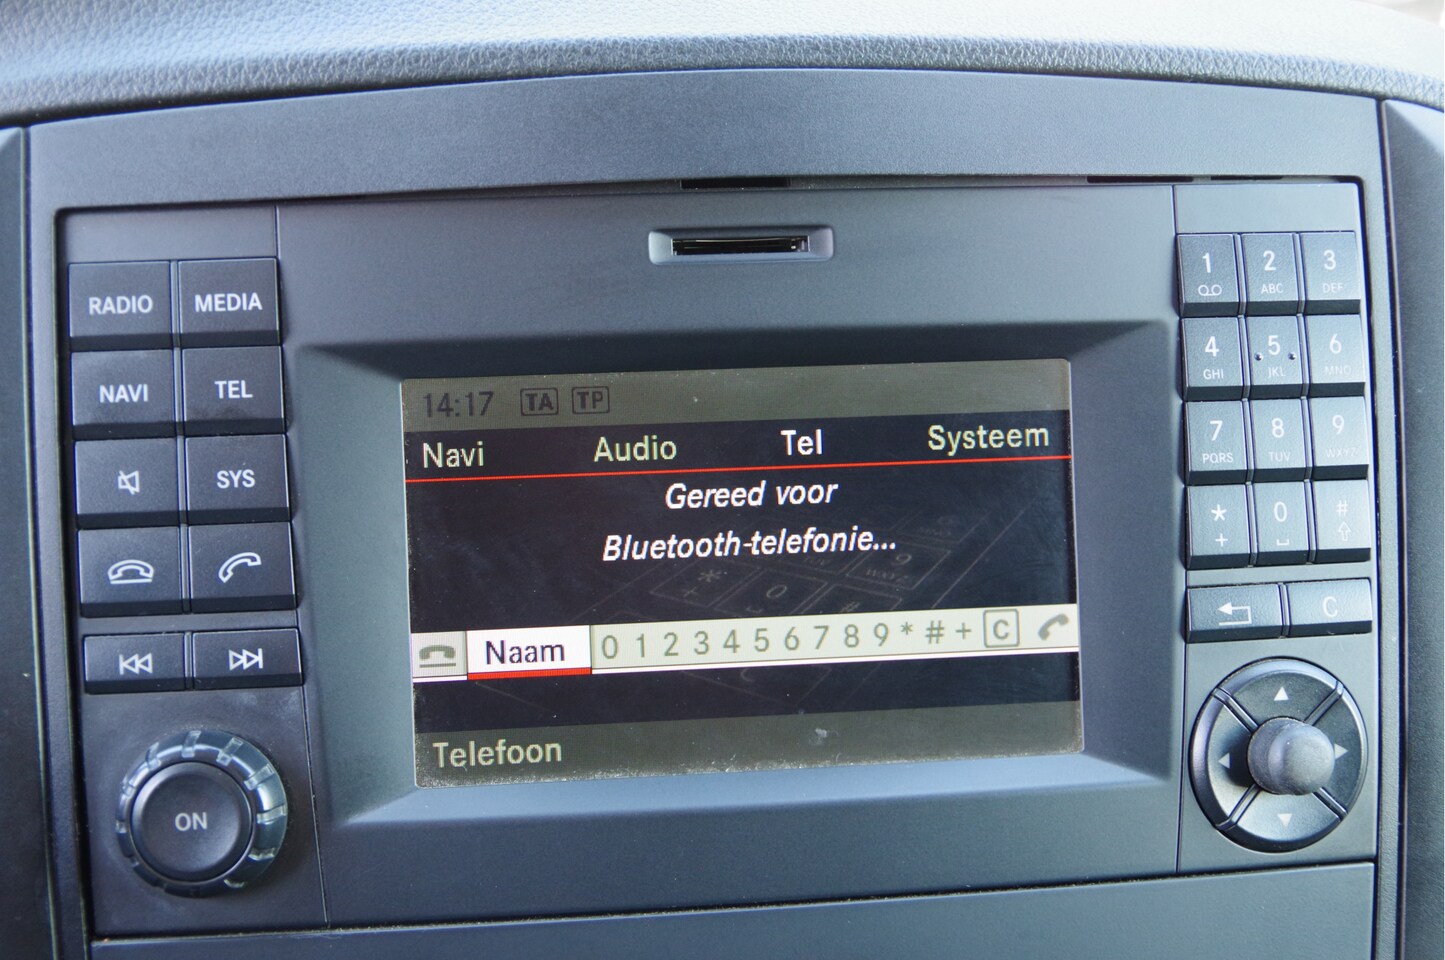 RADIO MEDIA
NAVI TEL
SYS
ON
14:17 TA TP
Navi Audio Tel Systeem
Gereed voor
Bluetooth-telefonie...
Naam 0 1 2 3 4 5 6 7 8 9 * # + C
Telefoon
1 2 ABC 3 DEF
4 GHI 5 JKL 6 MNO
7 PQRS 8 TUV 9 WXYZ
* + 0 #
C